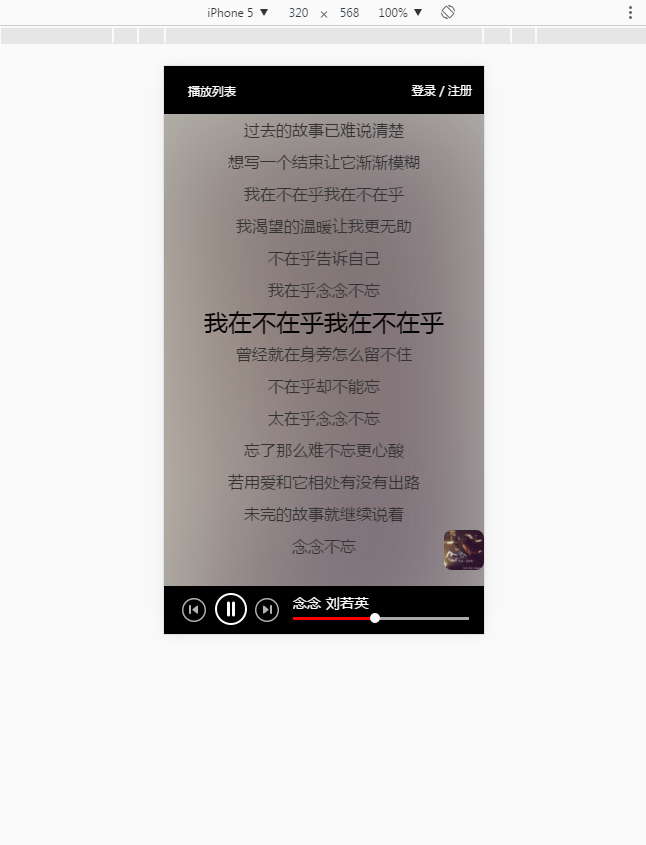 iPhone 5 ▼ 320 × 568 100% ▼
播放列表 登录 / 注册
过去的故事已难说清楚
想写一个结束让它渐渐模糊
我在不在乎我在不在乎
我渴望的温暖让我更无助
不在乎告诉自己
我在乎念念不忘
我在不在乎我在不在乎
曾经就在身旁怎么留不住
不在乎却不能忘
太在乎念念不忘
忘了那么难不忘更心酸
若用爱和它相处有没有出路
未完的故事就继续说着
念念不忘
念念 刘若英